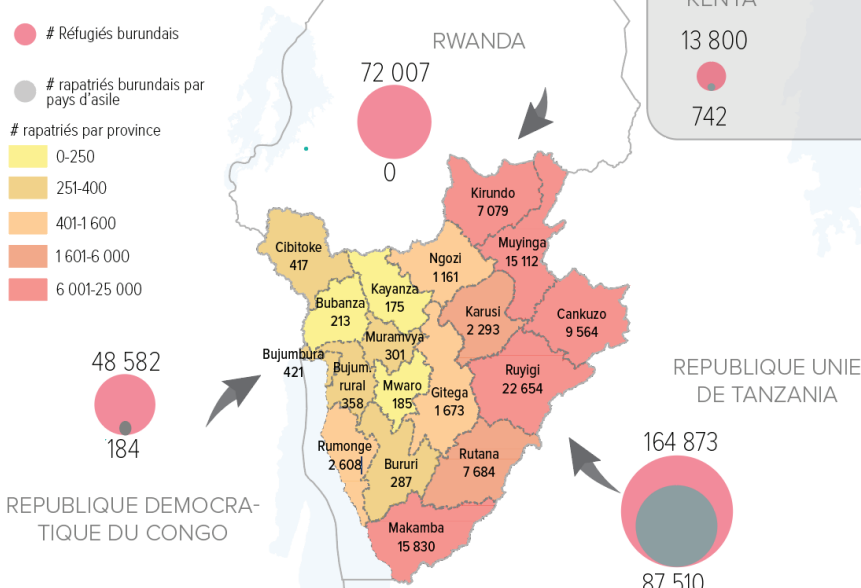 # Réfugiés burundais
# rapatriés burundais par
pays d'asile
# rapatriés par province
0-250
251-400
401-1 600
1 601-6 000
6 001-25 000
RWANDA
72 007
0
KENYA
13 800
742
Kirundo
7 079
Muyinga
15 112
Cibitoke
417
Ngozi
1 161
Kayanza
175
Bubanza
213
Karusi
2 293
Cankuzo
9 564
Muramvya
301
Bujumbura
421
Bujum.
rural
358
Mwaro
185
Gitega
1 673
Ruyigi
22 654
Rumonge
2 608
Bururi
287
Rutana
7 684
Makamba
15 830
48 582
184
REPUBLIQUE DEMOCRA-
TIQUE DU CONGO
REPUBLIQUE UNIE
DE TANZANIA
164 873
87 510